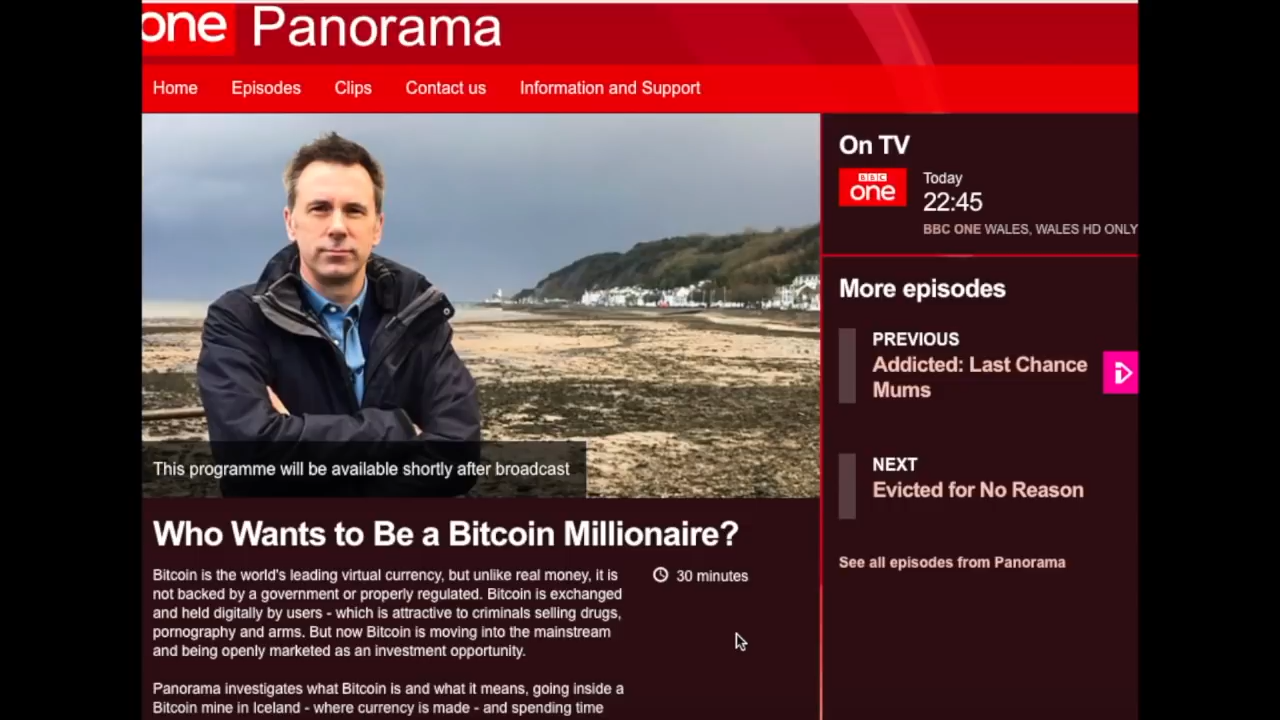 one Panorama
Home Episodes Clips Contact us Information and Support
This programme will be available shortly after broadcast
Who Wants to Be a Bitcoin Millionaire?
Bitcoin is the world's leading virtual currency, but unlike real money, it is
not backed by a government or properly regulated. Bitcoin is exchanged
and held digitally by users - which is attractive to criminals selling drugs,
pornography and arms. But now Bitcoin is moving into the mainstream
and being openly marketed as an investment opportunity.
Panorama investigates what Bitcoin is and what it means, going inside a
Bitcoin mine in Iceland - where currency is made - and spending time
30 minutes
On TV
BBC
one
Today
22:45
BBC ONE WALES, WALES HD ONLY
More episodes
PREVIOUS
Addicted: Last Chance
Mums
NEXT
Evicted for No Reason
See all episodes from Panorama